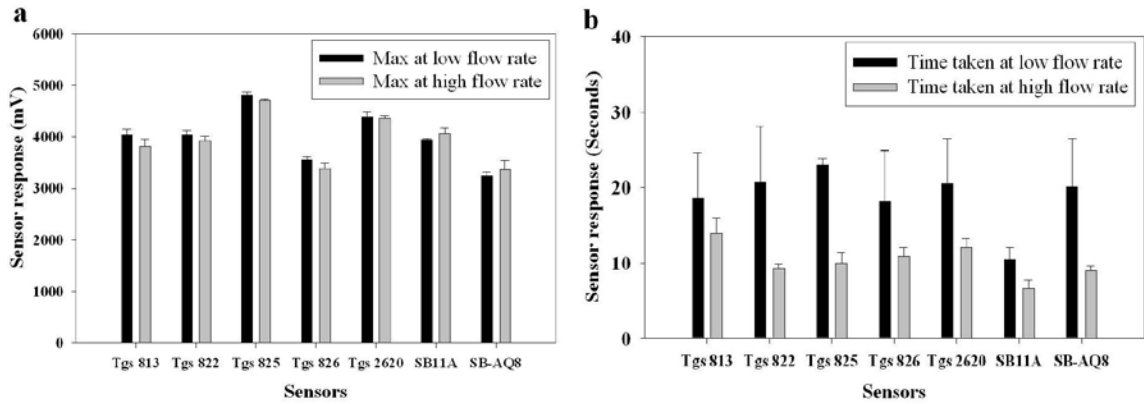 a
6000
5000
4000
3000
2000
1000
0
Sensor response (mV)
Max at low flow rate
Max at high flow rate
Tgs 813 Tgs 822 Tgs 825 Tgs 826 Tgs 2620 SB11A SB-AQ8
Sensors
b
40
30
20
10
0
Sensor response (Seconds)
Time taken at low flow rate
Time taken at high flow rate
Tgs 813 Tgs 822 Tgs 825 Tgs 826 Tgs 2620 SB11A SB-AQ8
Sensors